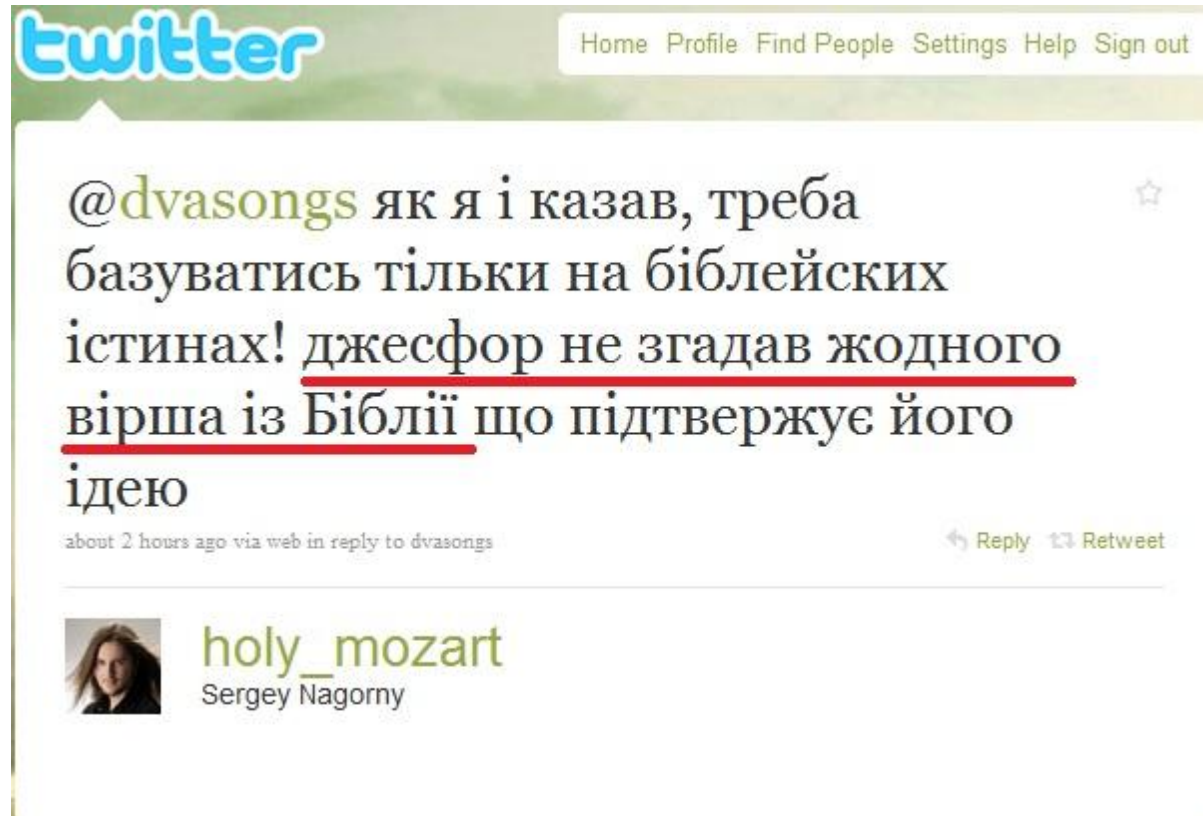 twitter
Home Profile Find People Settings Help Sign out
@dvasongs як я і казав, треба
базуватись тільки на біблейских
істинах! джесфор не згадав жодного
вірша із Біблії що підтвержує його
ідею
about 2 hours ago via web in reply to dvasongs
Reply Retweet
holy_mozart
Sergey Nagorny